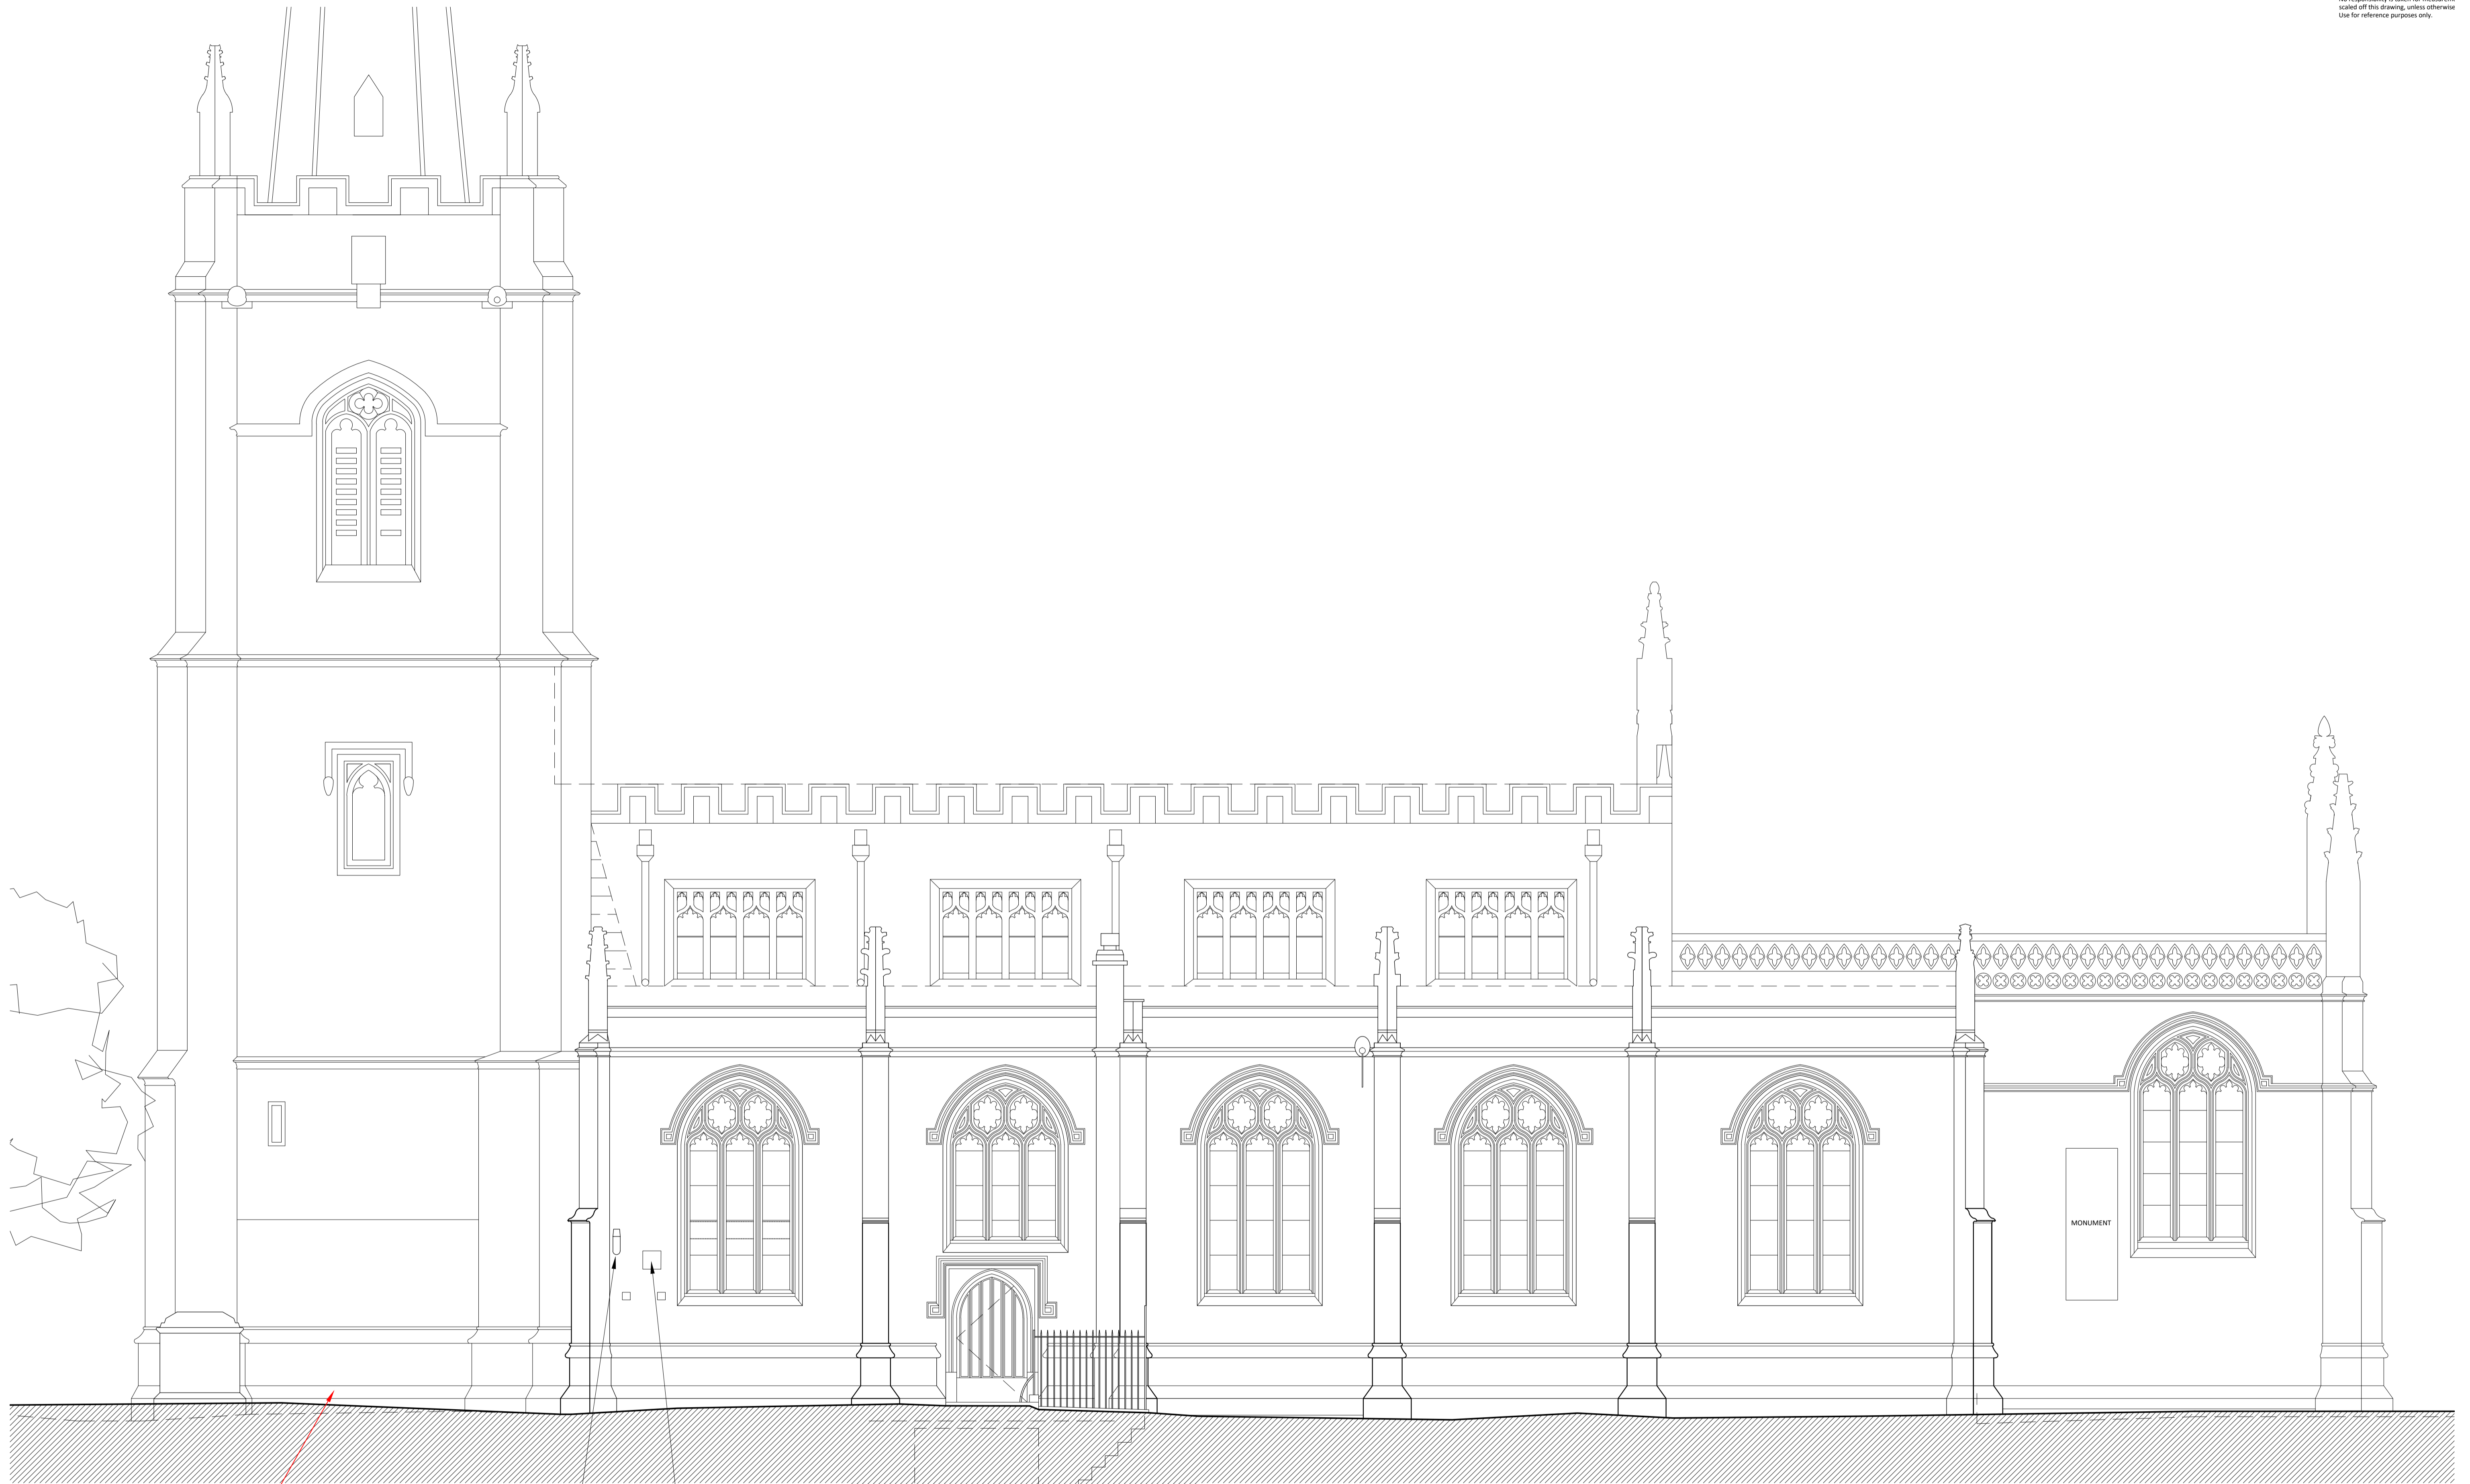 scaled off this drawing, unless otherwise
Use for reference purposes only.
MONUMENT